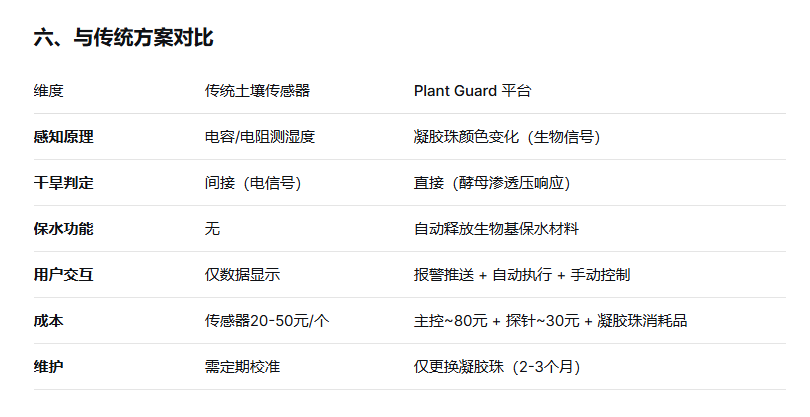 六、与传统方案对比
维度 传统土壤传感器 Plant Guard 平台
感知原理 电容/电阻测湿度 凝胶珠颜色变化（生物信号）
干旱判定 间接（电信号） 直接（酵母渗透压响应）
保水功能 无 自动释放生物基保水材料
用户交互 仅数据显示 报警推送 + 自动执行 + 手动控制
成本 传感器20-50元/个 主控~80元 + 探针~30元 + 凝胶珠消耗品
维护 需定期校准 仅更换凝胶珠（2-3个月）